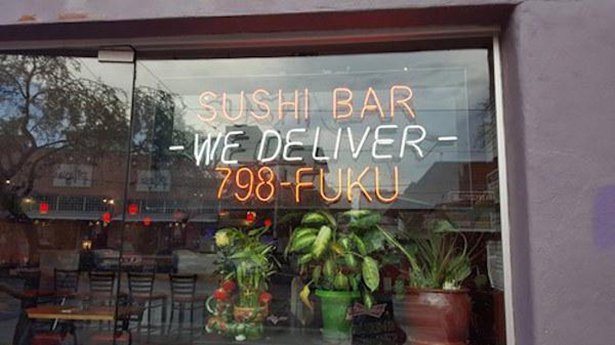 SUSHI BAR
- WE DELIVER -
798-FUKU